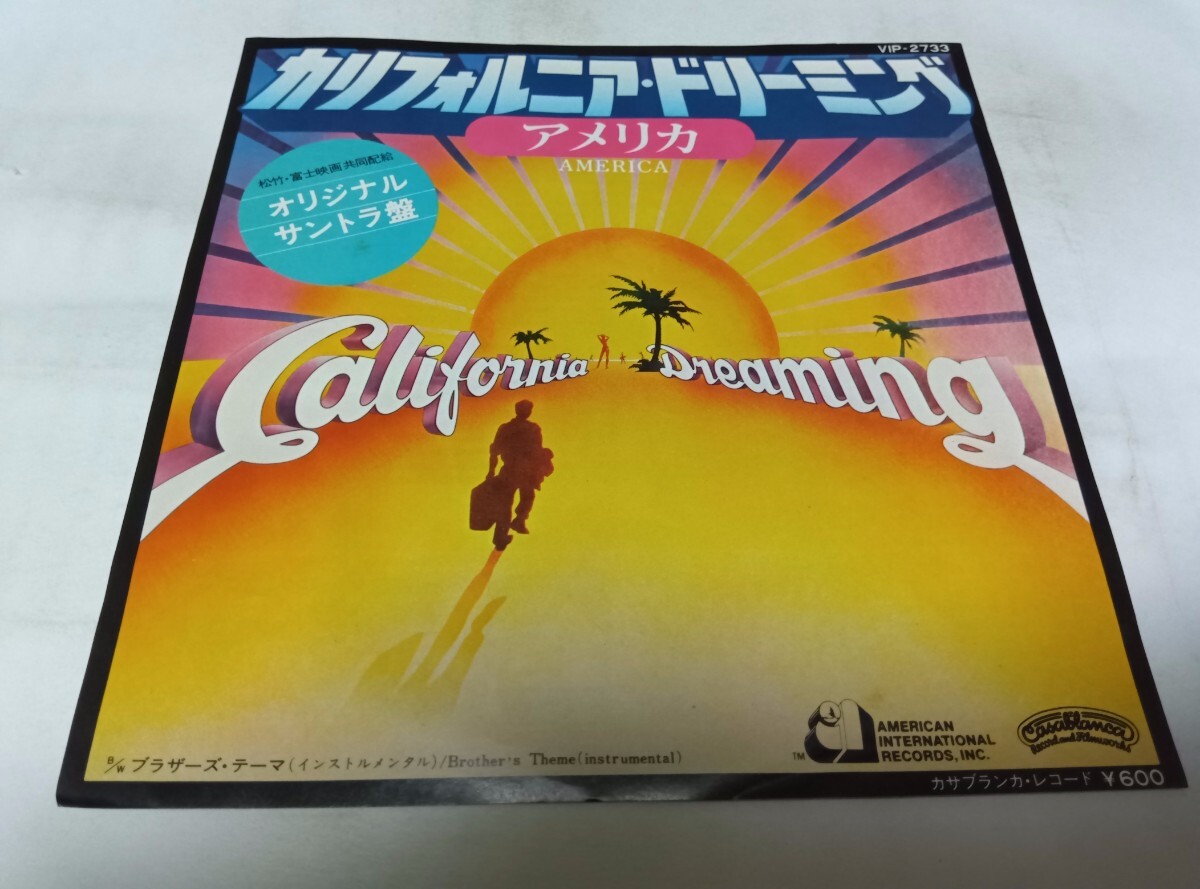 VIP-2733
カリフォルニア・ドリーミング
アメリカ
AMERICA
松竹・富士映画共同配給
オリジナル
サントラ盤
California Dreaming
TM
AMERICAN
INTERNATIONAL
RECORDS, INC.
Casablanca
Record and Filmworks
B/W ブラザーズ・テーマ(インストルメンタル)/Brother's Theme(instrumental)
カサブランカ・レコード ¥600